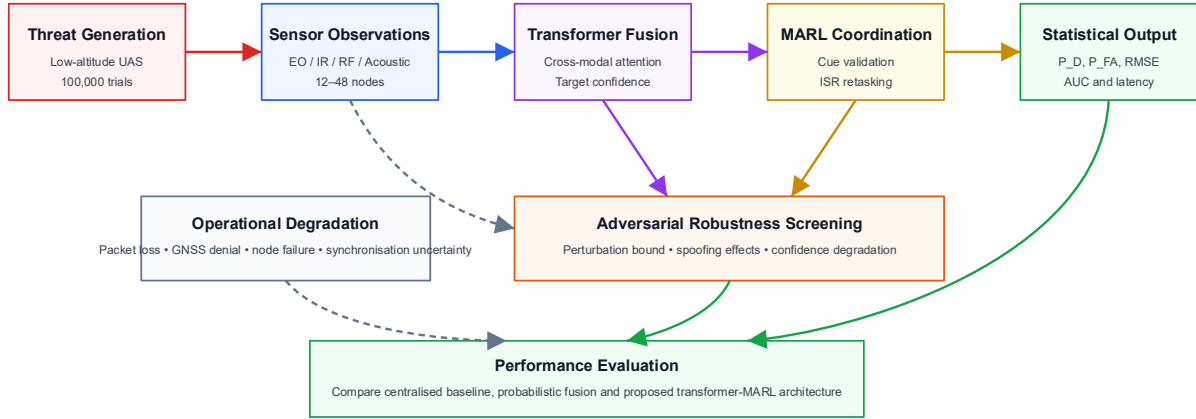 Threat Generation
Low-altitude UAS
100,000 trials
Sensor Observations
EO / IR / RF / Acoustic
12–48 nodes
Transformer Fusion
Cross-modal attention
Target confidence
MARL Coordination
Cue validation
ISR retasking
Statistical Output
P_D, P_FA, RMSE
AUC and latency
Operational Degradation
Packet loss • GNSS denial • node failure • synchronisation uncertainty
Adversarial Robustness Screening
Perturbation bound • spoofing effects • confidence degradation
Performance Evaluation
Compare centralised baseline, probabilistic fusion and proposed transformer-MARL architecture